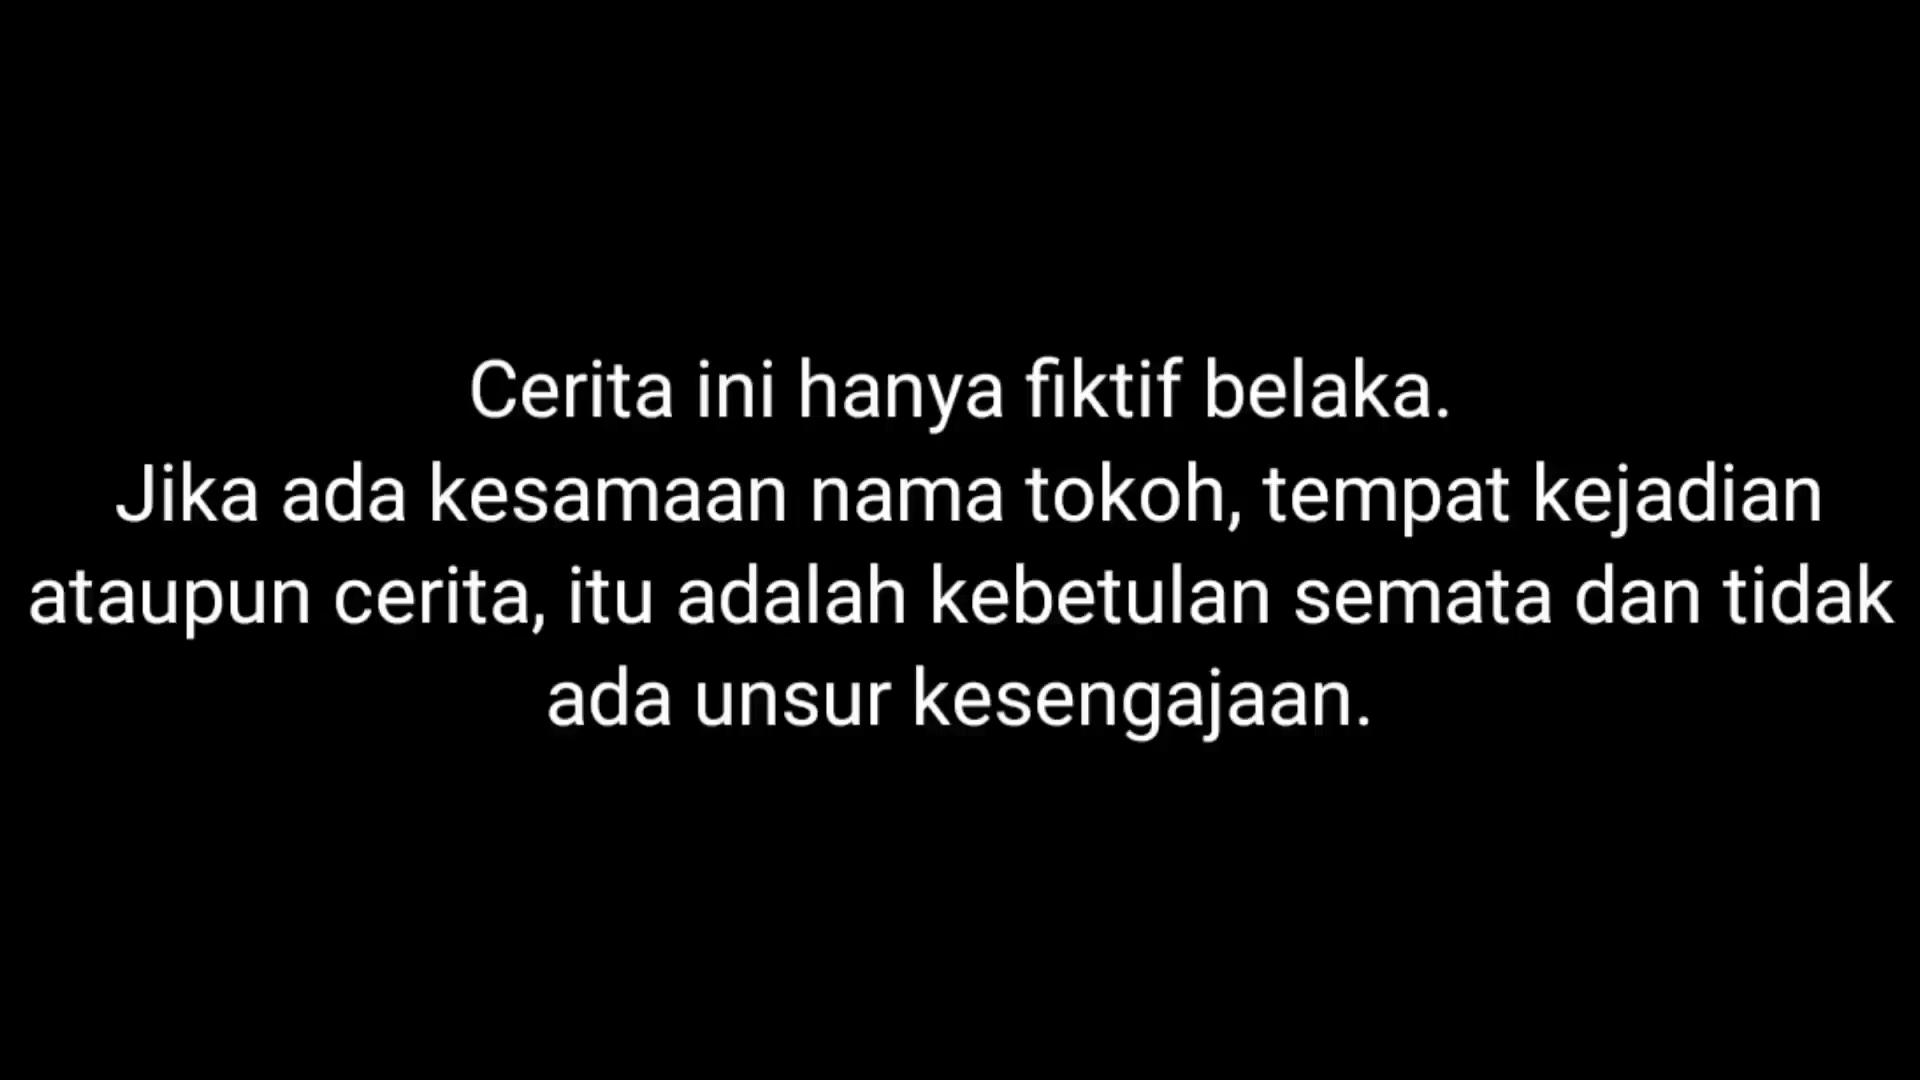 Cerita ini hanya fiktif belaka.
Jika ada kesamaan nama tokoh, tempat kejadian
ataupun cerita, itu adalah kebetulan semata dan tidak
ada unsur kesengajaan.